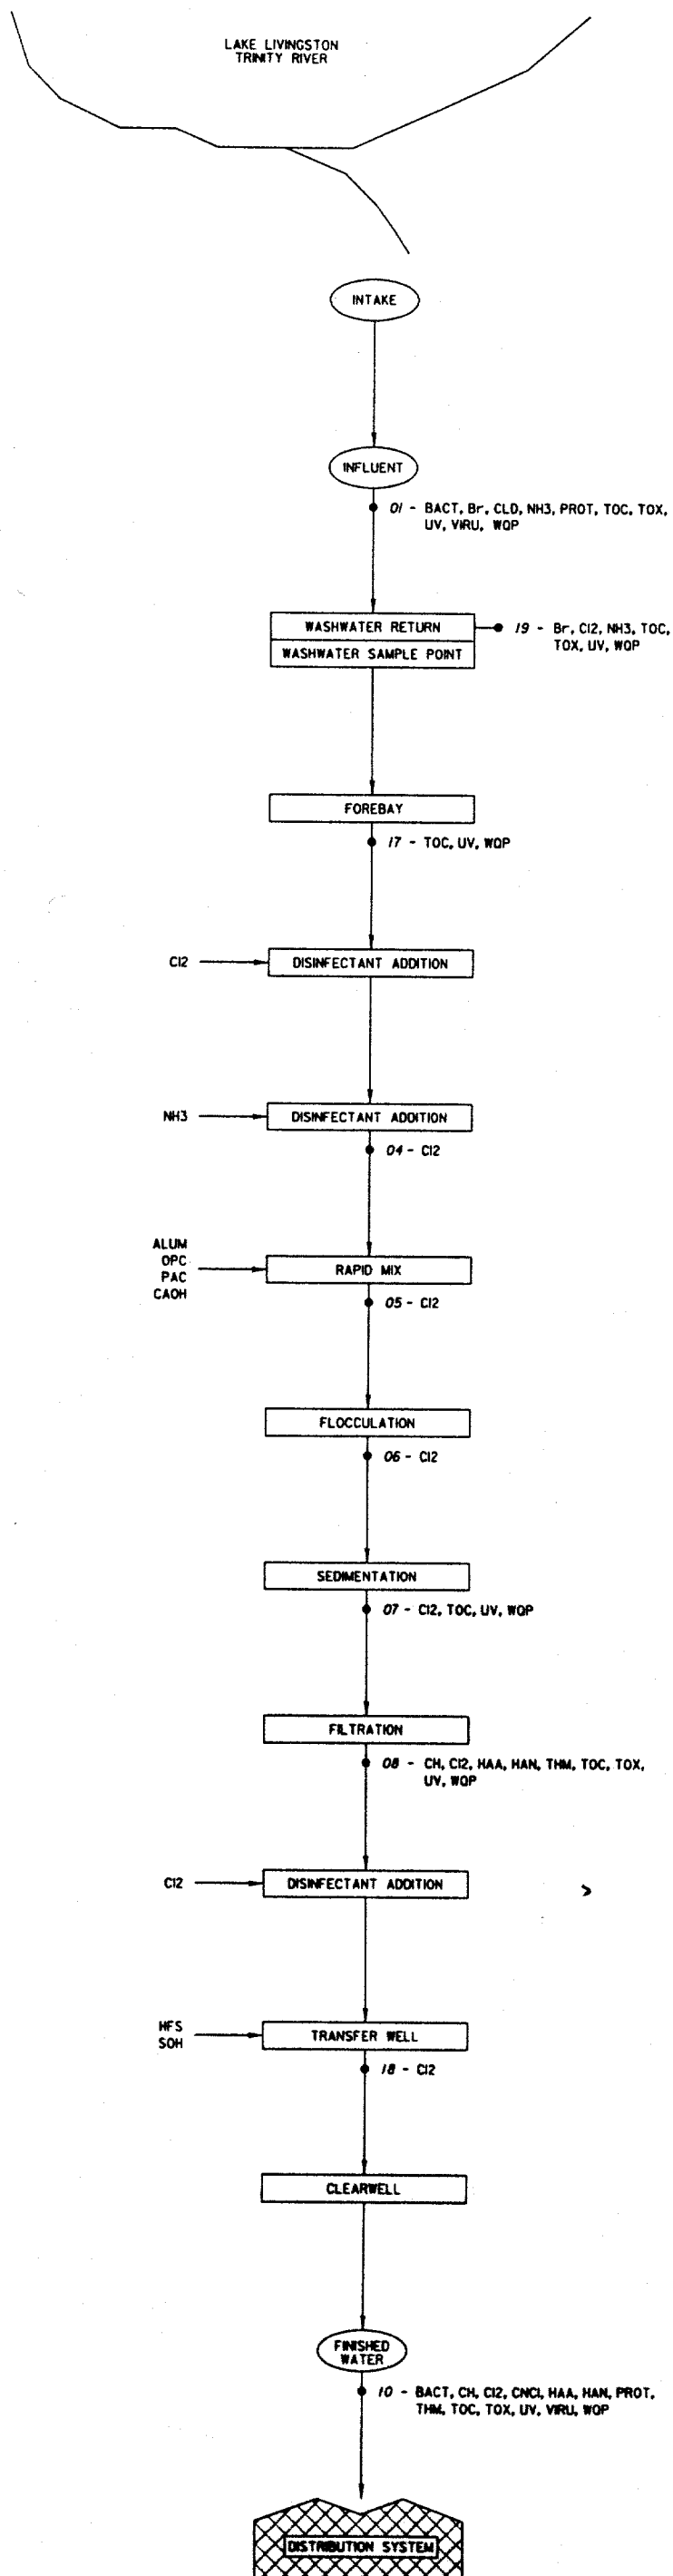 LAKE LIVINGSTON
TRINITY RIVER
INTAKE
INFLUENT
01 - BACT, Br, CLD, NH3, PROT, TOC, TOX,
UV, VIRU, WQP
WASHWATER RETURN
19 - Br, Cl2, NH3, TOC,
TOX, UV, WQP
WASHWATER SAMPLE POINT
FOREBAY
17 - TOC, UV, WQP
Cl2
DISINFECTANT ADDITION
NH3
DISINFECTANT ADDITION
04 - Cl2
ALUM
OPC
PAC
CAOH
RAPID MIX
05 - Cl2
FLOCCULATION
06 - Cl2
SEDIMENTATION
07 - Cl2, TOC, UV, WQP
FILTRATION
08 - CH, Cl2, HAA, HAN, THM, TOC, TOX,
UV, WQP
Cl2
DISINFECTANT ADDITION
HFS
SOH
TRANSFER WELL
18 - Cl2
CLEARWELL
FINISHED
WATER
10 - BACT, CH, Cl2, CNCl, HAA, HAN, PROT,
THM, TOC, TOX, UV, VIRU, WQP
DISTRIBUTION SYSTEM